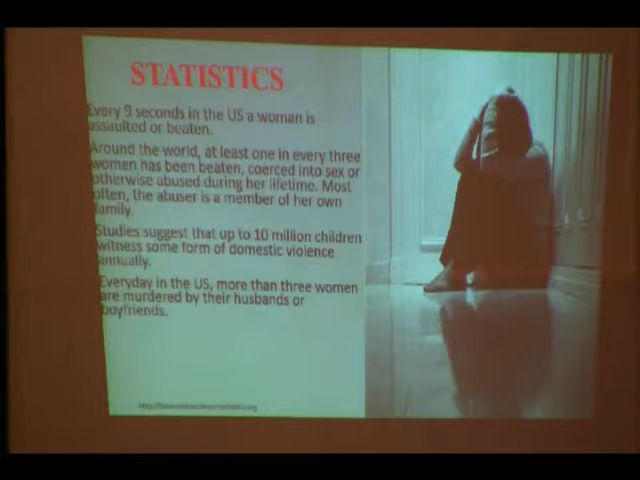 STATISTICS
Every 9 seconds in the US a woman is
assaulted or beaten.
Around the world, at least one in every three
women has been beaten, coerced into sex or
otherwise abused during her lifetime. Most
often, the abuser is a member of her own
family.
Studies suggest that up to 10 million children
witness some form of domestic violence
annually.
Everyday in the US, more than three women
are murdered by their husbands or
boyfriends.